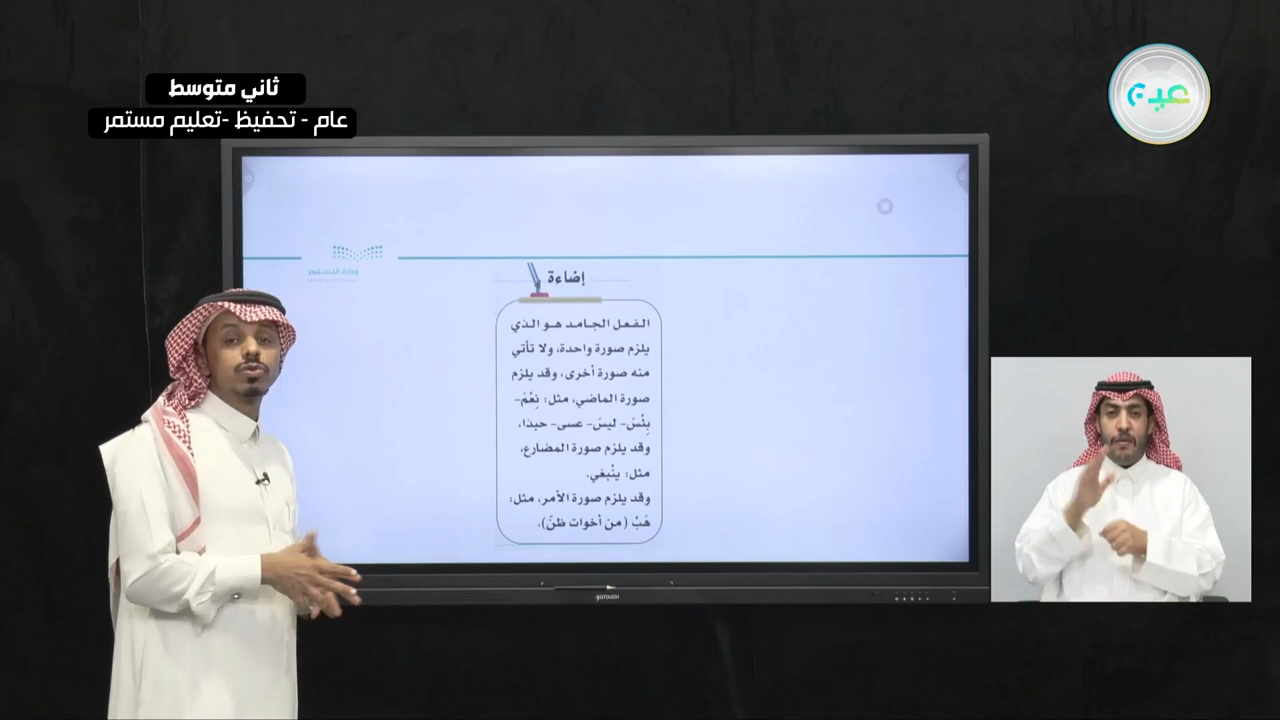 ثاني متوسط
عام - تحفيظ -تعليم مستمر
عين
وزارة التعليم
إضاءة
الفعل الجامد هو الذي
يلزم صورة واحدة، ولا تأتي
منه صورة أخرى، وقد يلزم
صورة الماضي، مثل: نِعْمَ-
بِئْسَ- ليسَ- عسى- حبذا،
وقد يلزم صورة المضارع،
مثل: ينْبغي.
وقد يلزم صورة الأمر، مثل:
هَبْ (من أخوات ظنّ).